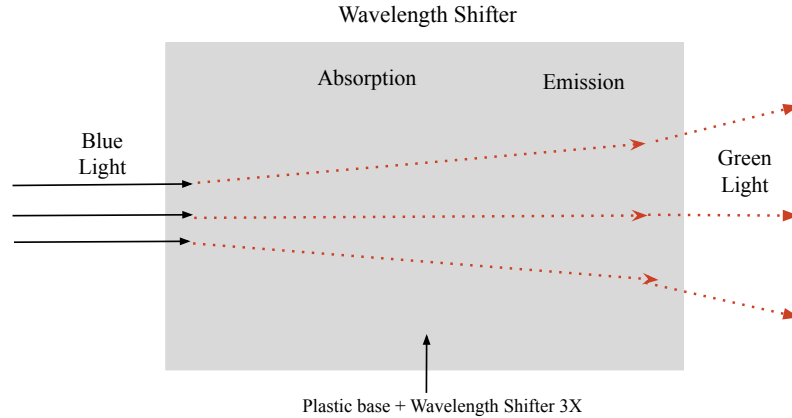 Wavelength Shifter
Absorption
Emission
Blue
Light
Green
Light
Plastic base + Wavelength Shifter 3X